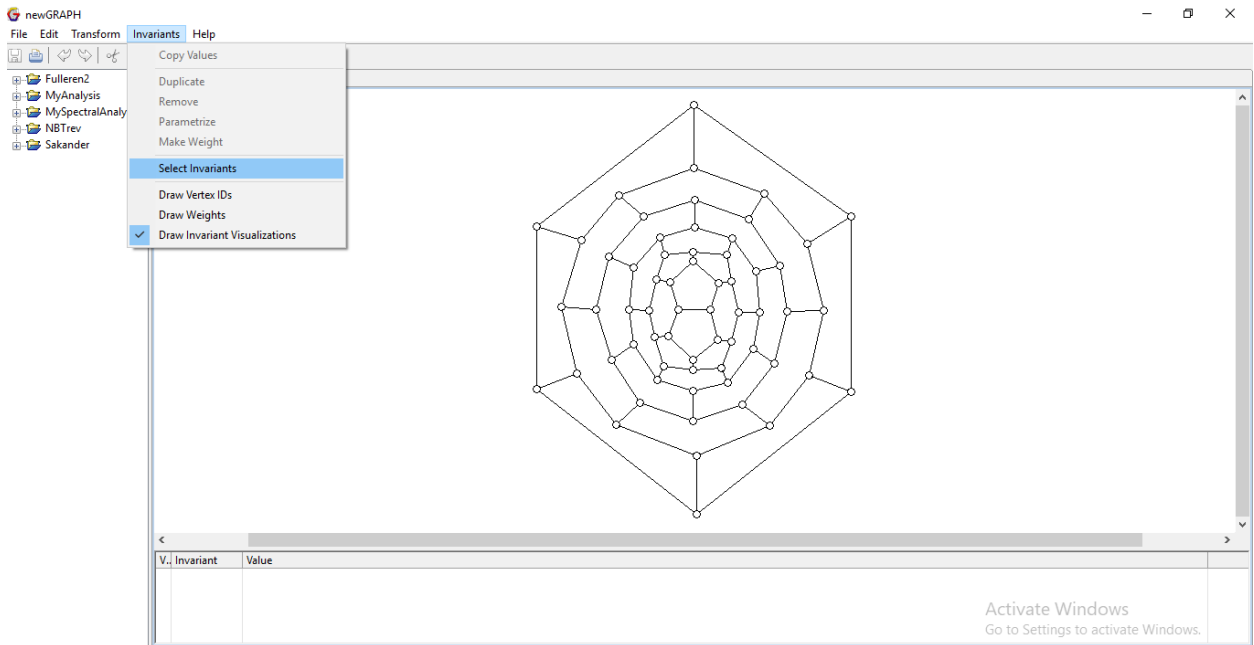 newGRAPH
File Edit Transform Invariants Help
Copy Values
Duplicate
Remove
Parametrize
Make Weight
Select Invariants
Draw Vertex IDs
Draw Weights
Draw Invariant Visualizations
Fulleren2
MyAnalysis
MySpectralAnaly
NBTrev
Sakander
V.. Invariant Value
Activate Windows
Go to Settings to activate Windows.